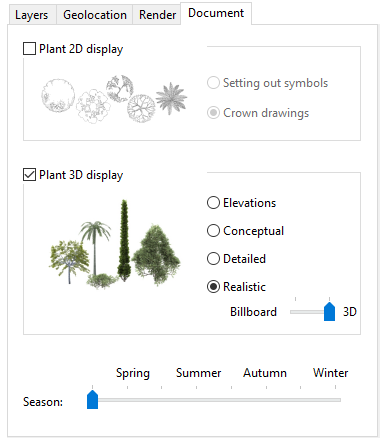 Layers Geolocation Render Document
Plant 2D display
Setting out symbols
Crown drawings
Plant 3D display
Elevations
Conceptual
Detailed
Realistic
Billboard 3D
Spring Summer Autumn Winter
Season: